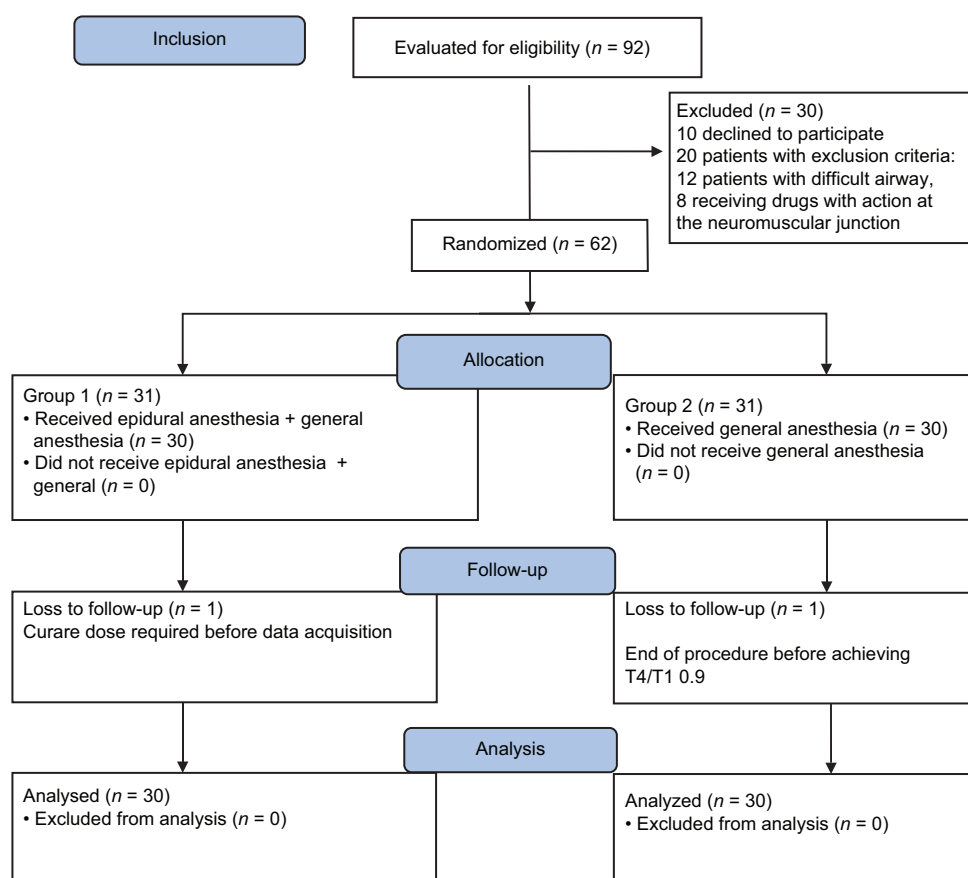 Inclusion
Evaluated for eligibility (n = 92)
Excluded (n = 30)
10 declined to participate
20 patients with exclusion criteria:
12 patients with difficult airway,
8 receiving drugs with action at
the neuromuscular junction
Randomized (n = 62)
Allocation
Group 1 (n = 31)
• Received epidural anesthesia + general
anesthesia (n = 30)
• Did not receive epidural anesthesia +
general (n = 0)
Group 2 (n = 31)
• Received general anesthesia (n = 30)
• Did not receive general anesthesia
(n = 0)
Follow-up
Loss to follow-up (n = 1)
Curare dose required before data acquisition
Loss to follow-up (n = 1)
End of procedure before achieving
T4/T1 0.9
Analysis
Analysed (n = 30)
• Excluded from analysis (n = 0)
Analyzed (n = 30)
• Excluded from analysis (n = 0)